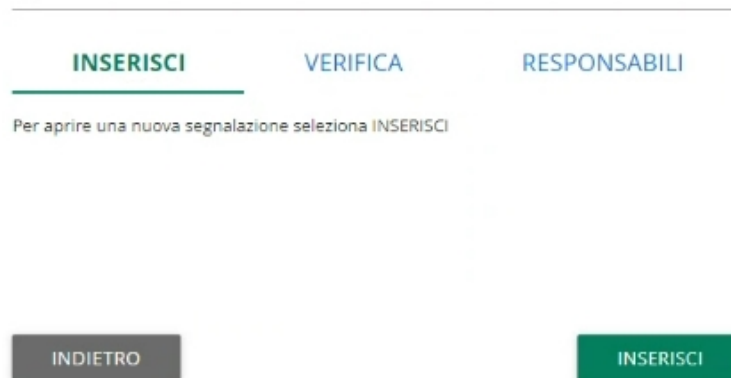 INSERISCI VERIFICA RESPONSABILI
Per aprire una nuova segnalazione seleziona INSERISCI
INDIETRO INSERISCI